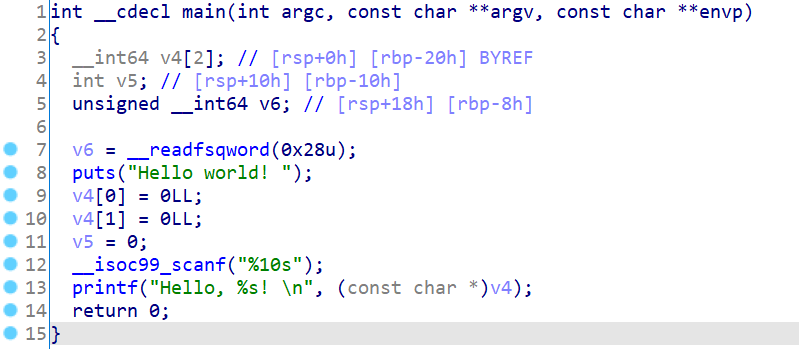 1 int __cdecl main(int argc, const char **argv, const char **envp)
2 {
3   __int64 v4[2]; // [rsp+0h] [rbp-20h] BYREF
4   int v5; // [rsp+10h] [rbp-10h]
5   unsigned __int64 v6; // [rsp+18h] [rbp-8h]
6
7   v6 = __readfsqword(0x28u);
8   puts("Hello world! ");
9   v4[0] = 0LL;
10   v4[1] = 0LL;
11   v5 = 0;
12   __isoc99_scanf("%10s");
13   printf("Hello, %s! \n", (const char *)v4);
14   return 0;
15 }